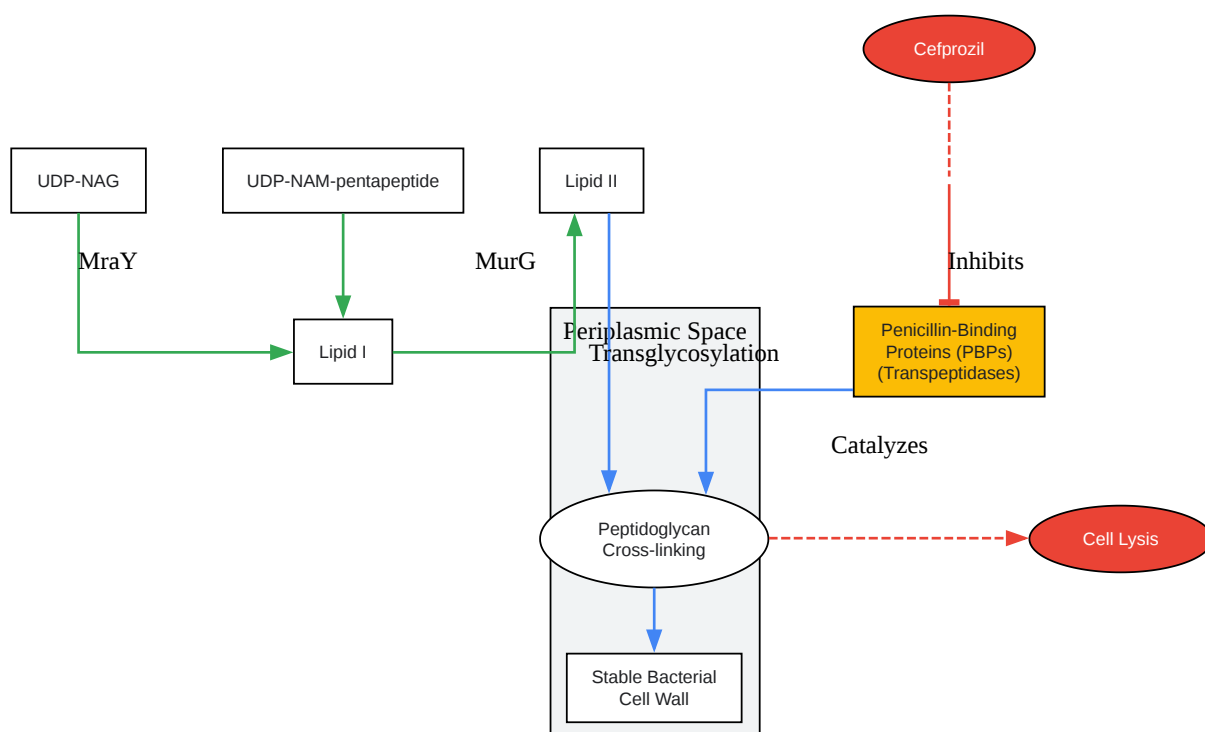 Cefprozil
UDP-NAG
UDP-NAM-pentapeptide
Lipid II
MraY
MurG
Inhibits
Periplasmic Space
Transglycosylation
Lipid I
Penicillin-Binding
Proteins (PBPs)
(Transpeptidases)
Catalyzes
Peptidoglycan
Cross-linking
Cell Lysis
Stable Bacterial
Cell Wall